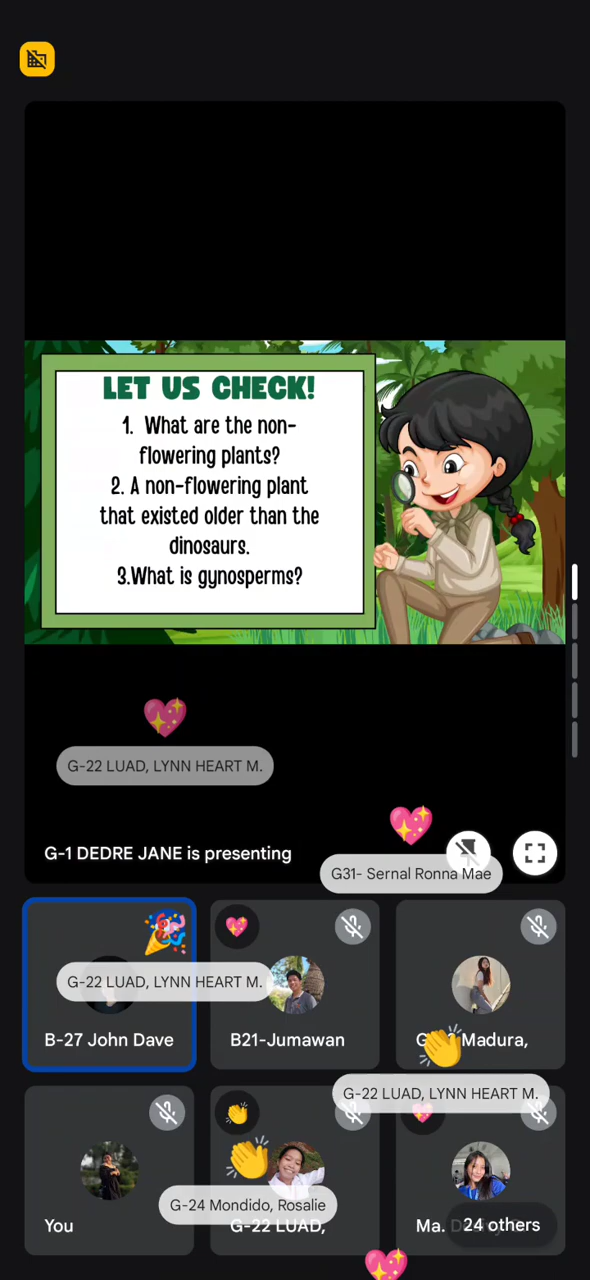 LET US CHECK!
1. What are the non-
flowering plants?
2. A non-flowering plant
that existed older than the
dinosaurs.
3.What is gynosperms?
G-22 LUAD, LYNN HEART M.
G-1 DEDRE JANE is presenting
G31- Sernal Ronna Mae
G-22 LUAD, LYNN HEART M.
B-27 John Dave
B21-Jumawan
Madura,
G-22 LUAD, LYNN HEART M.
G-24 Mondido, Rosalie
You
G-22 LUAD,
Ma.
24 others